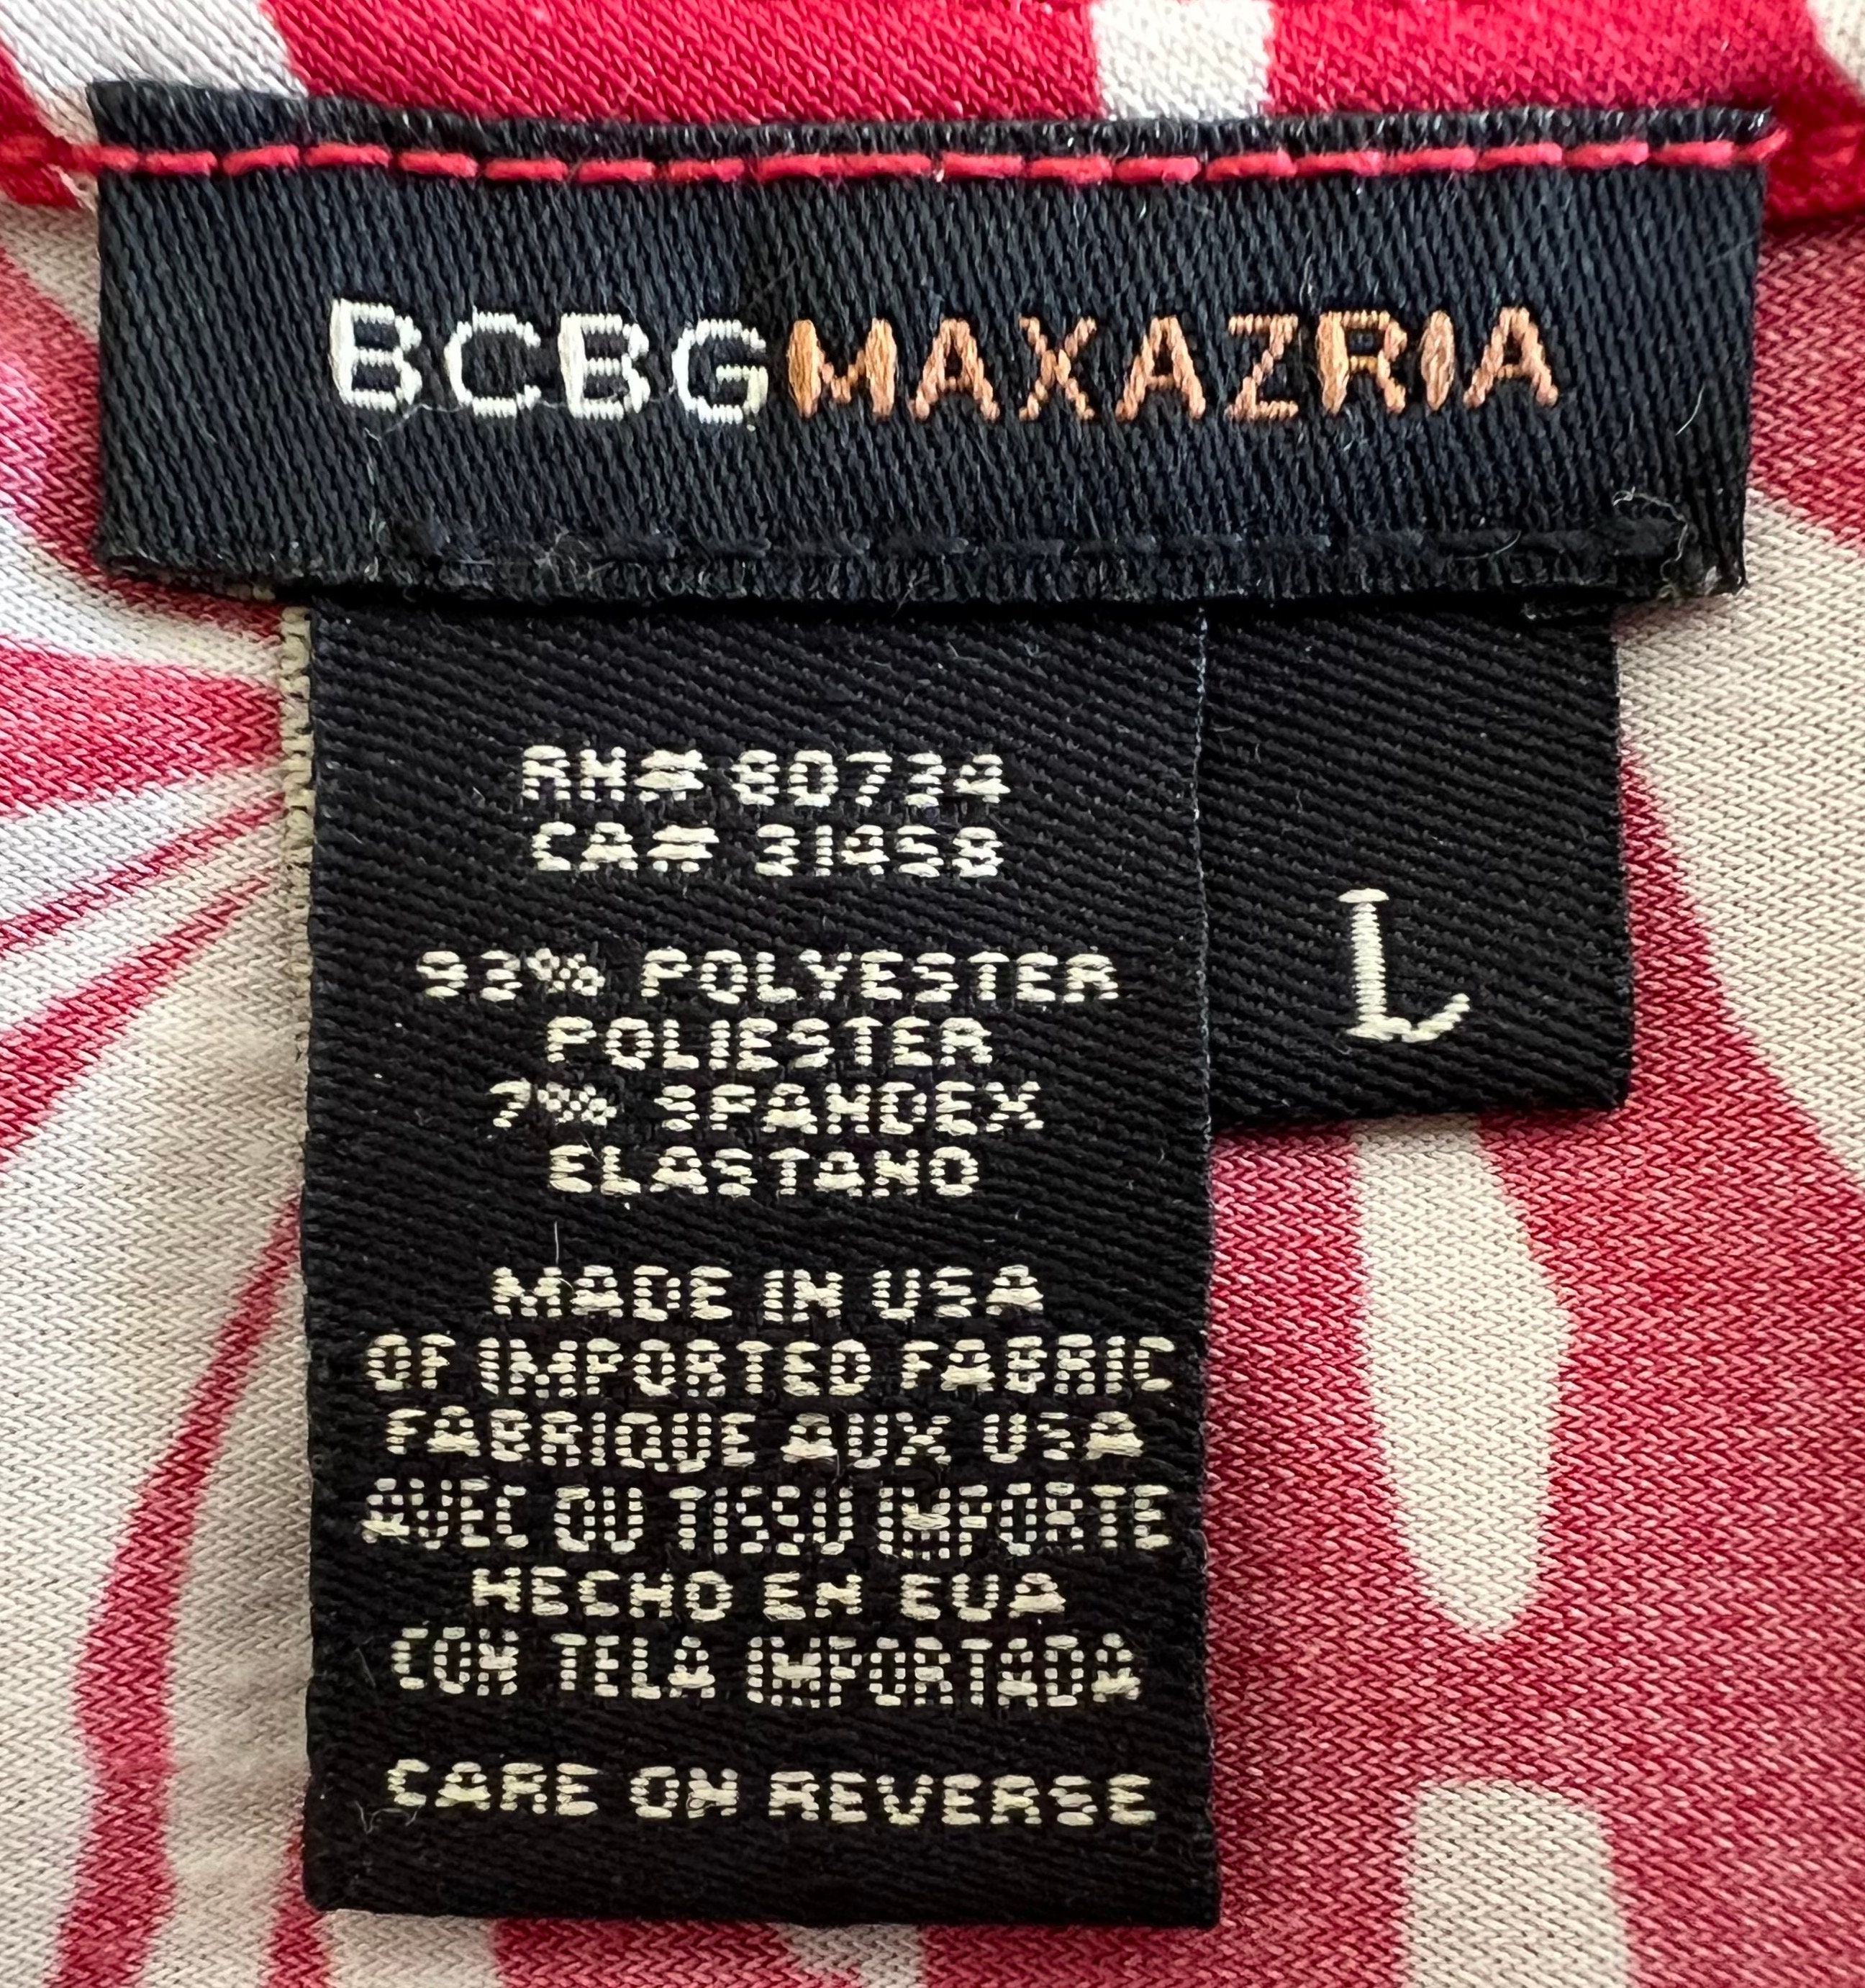 BCBGMAXAZRIA
RN# 80734
CA# 31458
L
93% POLYESTER
POLIESTER
7% SPANDEX
ELASTANO
MADE IN USA
OF IMPORTED FABRIC
FABRIQUE AUX USA
AVEC DU TISSU IMPORTE
HECHO EN EUA
CON TELA IMPORTADA
CARE ON REVERSE